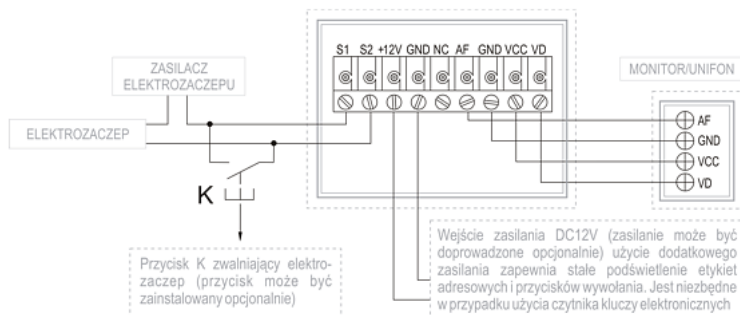 S1 S2 +12V GND NC AF GND VCC VD
ZASILACZ
ELEKTROZACZEPU
ELEKTROZACZEP
K
Przycisk K zwalniający elektro-
zaczep (przycisk może być
zainstalowany opcjonalnie)
MONITOR/UNIFON
AF
GND
VCC
VD
Wejście zasilania DC12V (zasilanie może być
doprowadzone opcjonalnie) użycie dodatkowego
zasilania zapewnia stałe podświetlenie etykiet
adresowych i przycisków wywołania. Jest niezbędne
w przypadku użycia czytnika kluczy elektronicznych